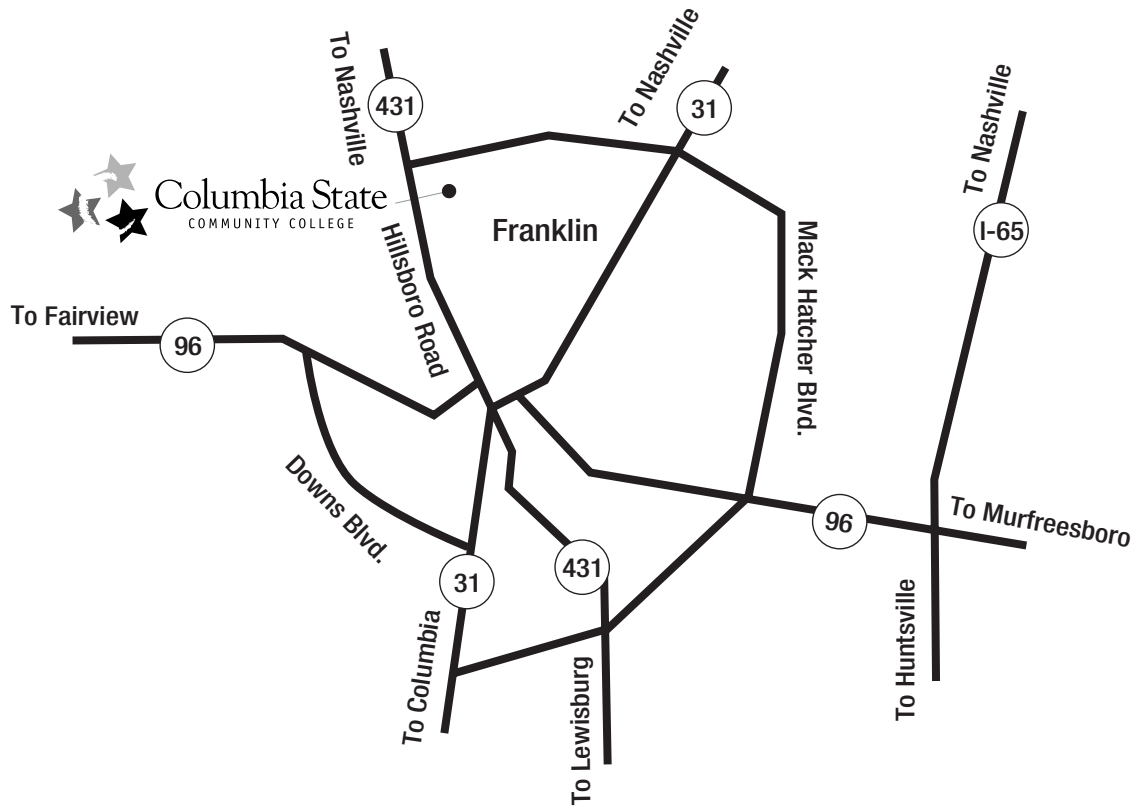 To Nashville
431
To Nashville
31
To Nashville
I-65
Columbia State
COMMUNITY COLLEGE
Franklin
Hillsboro Road
Mack Hatcher Blvd.
To Fairview
96
Downs Blvd.
96
To Murfreesboro
31
431
To Columbia
To Lewisburg
To Huntsville